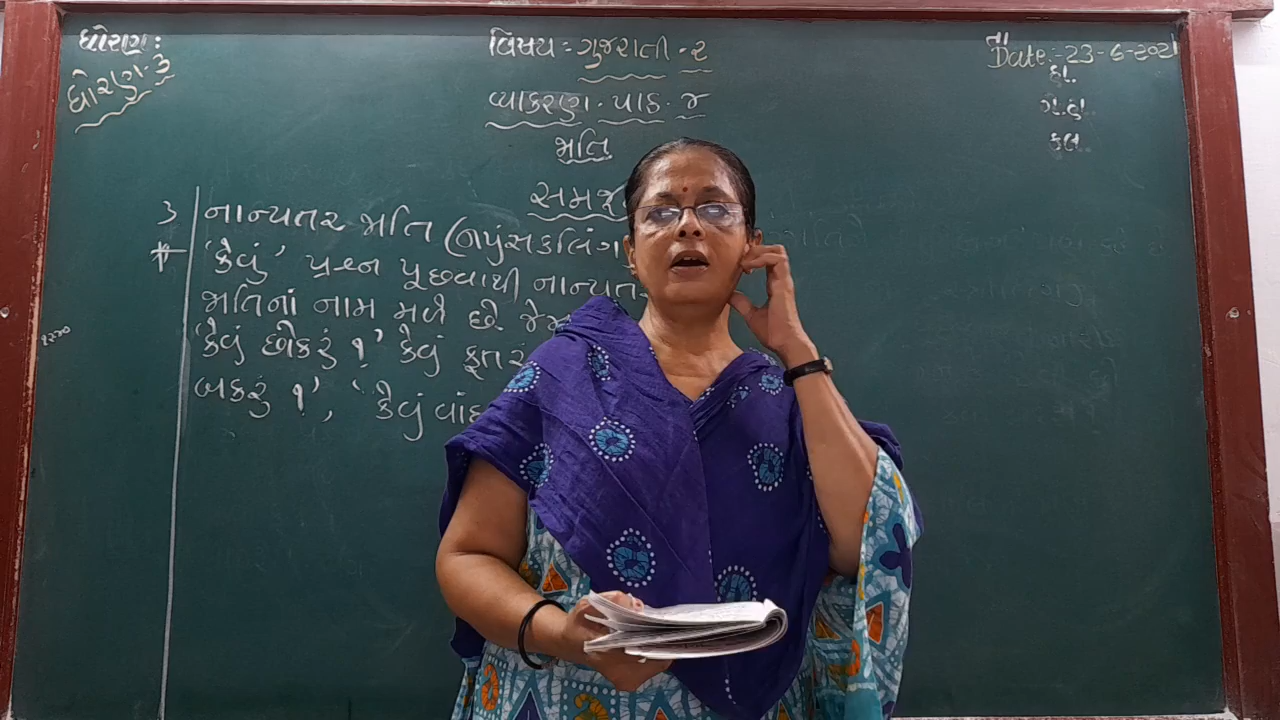 ધોરણ:
ધોરણ-૩
વિષય = ગુજરાતી - ૨
વ્યાકરણ - પાઠ - ૪
જાતિ
તા
Date:- 23-6-2021
હા.
ગે.હા.
કુલ
સમજૂ
૩ નાન્યતર જાતિ (નપુંસકલિંગ
* 'કેવું' પ્રશ્ન પૂછવાથી નાન્યત
જાતિનાં નામ મળે છે. જેમ
'કેવું છોકરું ?' કેવું કૂતરું
બકરું ?', 'કેવું વાંદ